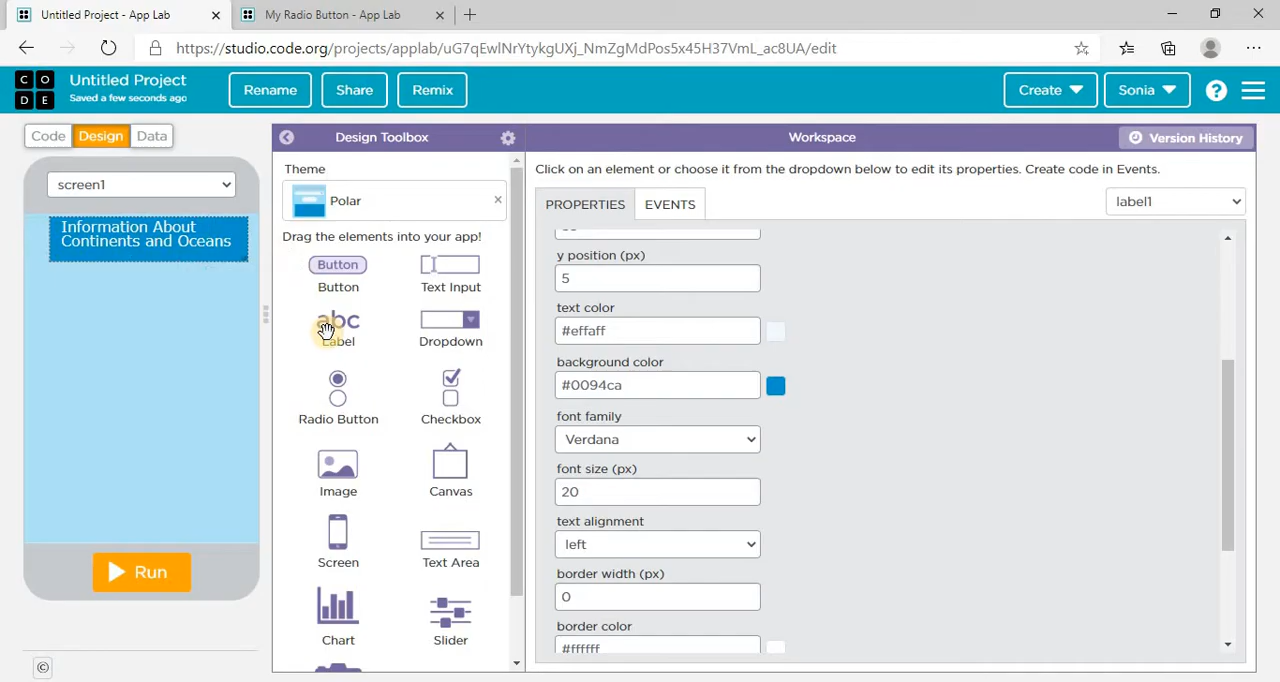 Untitled Project - App Lab
My Radio Button - App Lab
https://studio.code.org/projects/applab/uG7qEwlNrYtykgUXj_NmZgMdPos5x45H37VmL_ac8UA/edit
C O
D E
Untitled Project
Saved a few seconds ago
Rename
Share
Remix
Create
Sonia
?
Code
Design
Data
Design Toolbox
Workspace
Version History
screen1
Information About
Continents and Oceans
Run
©
Theme
Polar
Drag the elements into your app!
Button
Button
Text Input
abc
Label
Dropdown
Radio Button
Checkbox
Image
Canvas
Screen
Text Area
Chart
Slider
Click on an element or choose it from the dropdown below to edit its properties. Create code in Events.
PROPERTIES
EVENTS
label1
y position (px)
5
text color
#effaff
background color
#0094ca
font family
Verdana
font size (px)
20
text alignment
left
border width (px)
0
border color
#ffffff